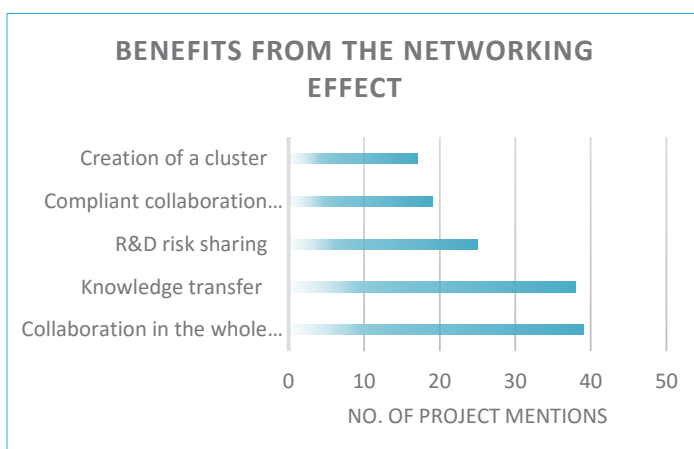 BENEFITS FROM THE NETWORKING
EFFECT
Creation of a cluster
Compliant collaboration...
R&D risk sharing
Knowledge transfer
Collaboration in the whole...
0 10 20 30 40 50
NO. OF PROJECT MENTIONS